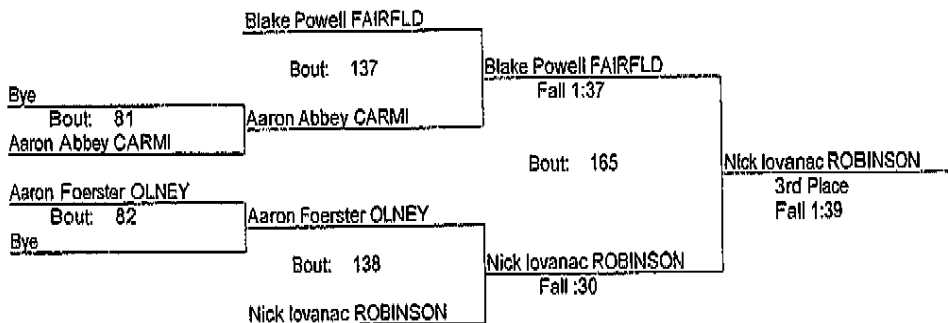 Blake Powell FAIRFLD
Bout: 137
Blake Powell FAIRFLD
Fall 1:37
Bye
Bout: 81
Aaron Abbey CARMI
Aaron Abbey CARMI
Bout: 165
Nick Iovanac ROBINSON
3rd Place
Fall 1:39
Aaron Foerster OLNEY
Bout: 82
Aaron Foerster OLNEY
Bye
Bout: 138
Nick Iovanac ROBINSON
Fall :30
Nick Iovanac ROBINSON